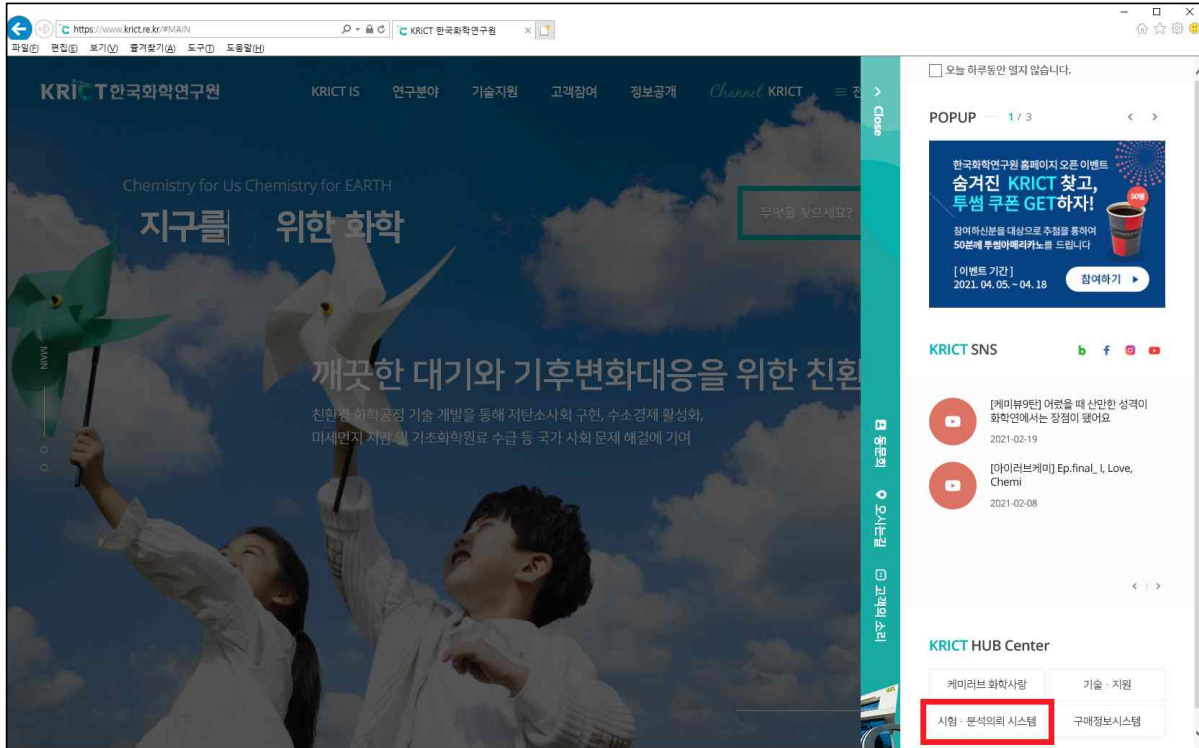 https://www.krict.re.kr/#MAIN
KRICT 한국화학연구원
파일(F) 편집(E) 보기(V) 즐겨찾기(A) 도구(T) 도움말(H)
KRICT 한국화학연구원
KRICT IS 연구분야 기술지원 고객참여 정보공개 Channel KRICT
Chemistry for Us Chemistry for EARTH
지구를 위한 화학
무엇을 찾으세요?
MAIN
깨끗한 대기와 기후변화대응을 위한 친환
친환경 화학공정 기술 개발을 통해 저탄소사회 구현, 수소경제 활성화,
미세먼지 저감 및 기초화학원료 수급 등 국가 사회 문제 해결에 기여
Close
동문회
오시는길
고객의 소리
오늘 하루동안 열지 않습니다.
POPUP 1 / 3
한국화학연구원 홈페이지 오픈 이벤트
숨겨진 KRICT 찾고,
투썸 쿠폰 GET하자!
50명
참여하신분을 대상으로 추첨을 통하여
50분께 투썸아메리카노를 드립니다
[이벤트 기간]
2021. 04. 05. ~ 04. 18
참여하기
KRICT SNS
[케미뷰9탄] 어렸을 때 산만한 성격이
화학연에서는 장점이 됐어요
2021-02-19
[아이러브케미] Ep.final_ I, Love,
Chemi
2021-02-08
KRICT HUB Center
케미러브 화학사랑 기술 · 지원
시험 · 분석의뢰 시스템 구매정보시스템